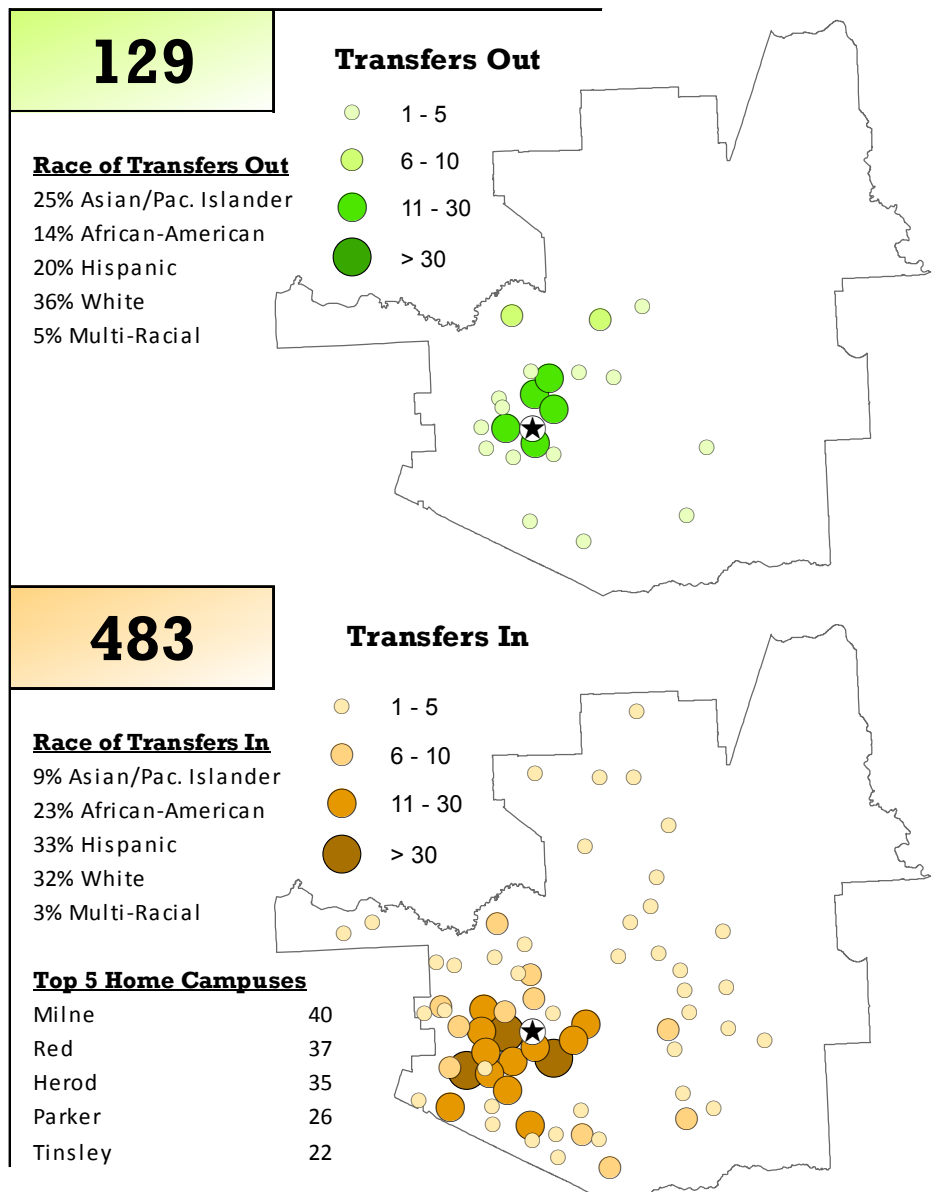 129
Transfers Out
1 - 5
6 - 10
11 - 30
> 30
Race of Transfers Out
25% Asian/Pac. Islander
14% African-American
20% Hispanic
36% White
5% Multi-Racial
483
Transfers In
1 - 5
6 - 10
11 - 30
> 30
Race of Transfers In
9% Asian/Pac. Islander
23% African-American
33% Hispanic
32% White
3% Multi-Racial
Top 5 Home Campuses
Milne 40
Red 37
Herod 35
Parker 26
Tinsley 22